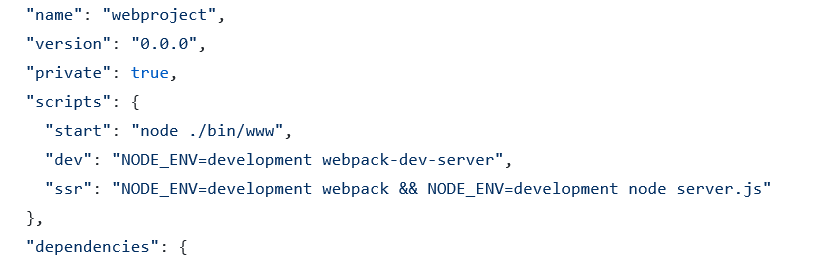 "name": "webproject",
"version": "0.0.0",
"private": true,
"scripts": {
"start": "node ./bin/www",
"dev": "NODE_ENV=development webpack-dev-server",
"ssr": "NODE_ENV=development webpack && NODE_ENV=development node server.js"
},
"dependencies": {